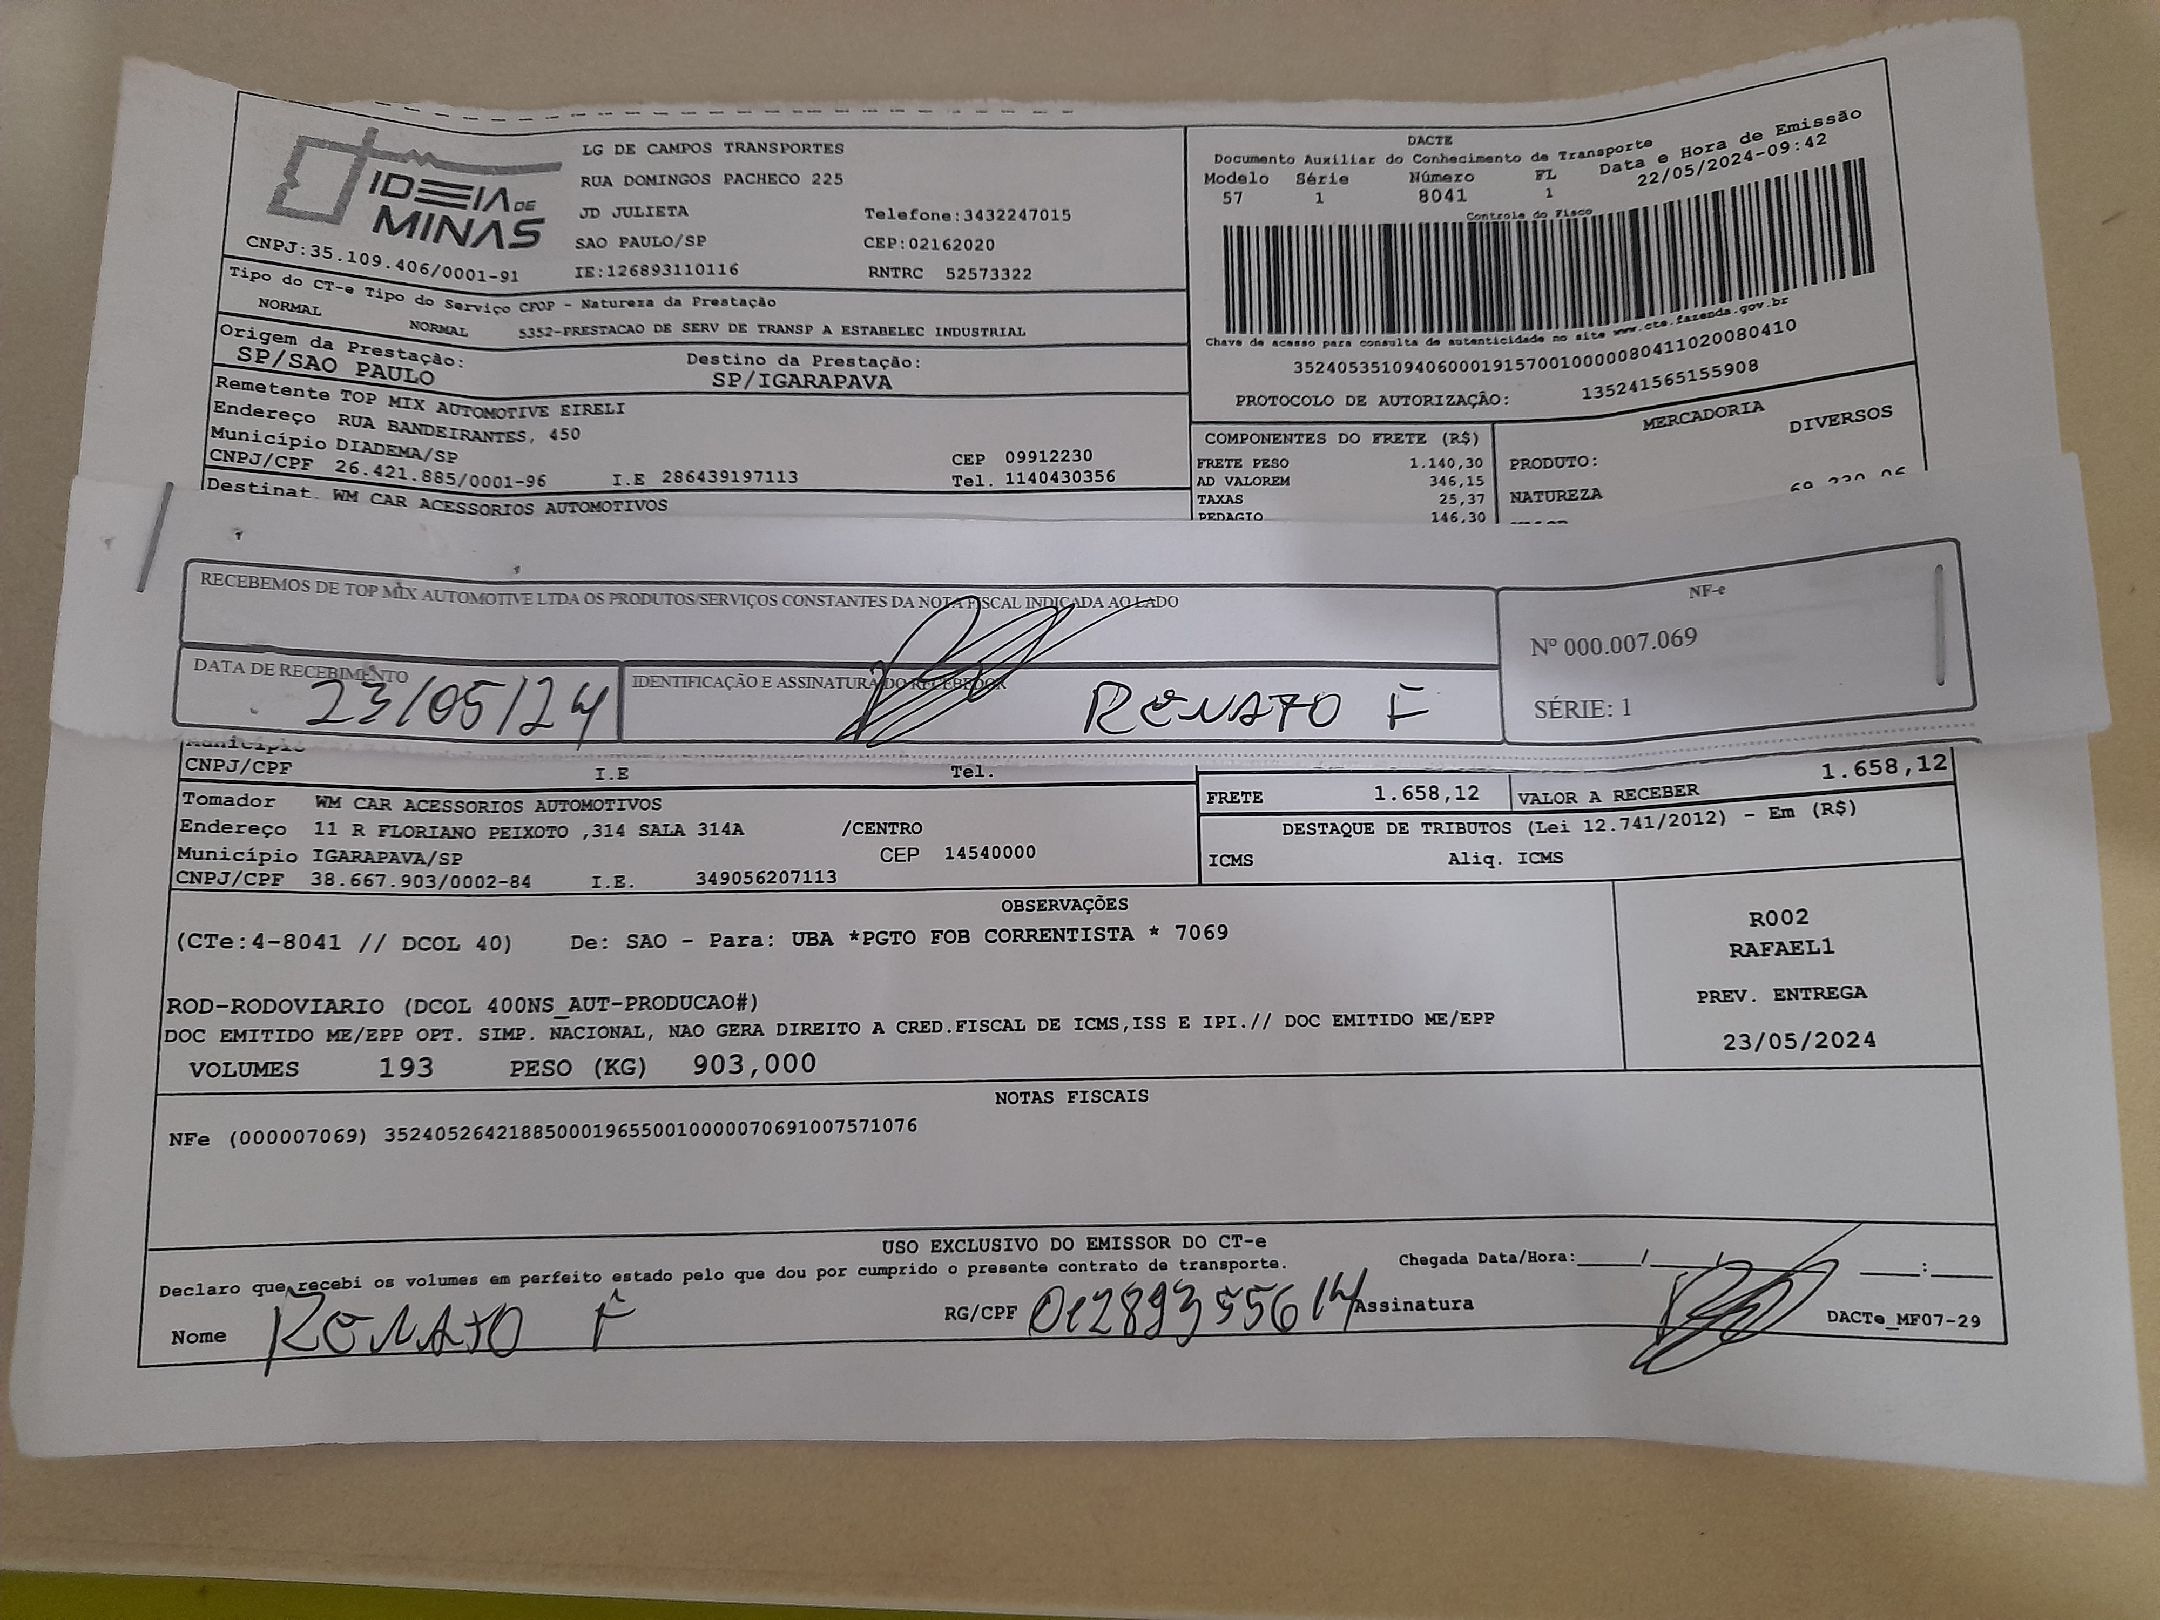 IDEIA DE MINAS
CNPJ:35.109.406/0001-91
LG DE CAMPOS TRANSPORTES
RUA DOMINGOS PACHECO 225
JD JULIETA Telefone:3432247015
SAO PAULO/SP CEP:02162020
IE:126893110116 RNTRC 52573322
DACTE
Documento Auxiliar do Conhecimento de Transporte
Modelo Série Número FL Data e Hora de Emissão
57 1 8041 1 22/05/2024-09:42
Controle do Fisco
Chave de acesso para consulta de autenticidade no site www.cte.fazenda.gov.br
35240535109406000191570010000080411020080410
PROTOCOLO DE AUTORIZAÇÃO: 135241565155908
Tipo do CT-e Tipo do Serviço CFOP - Natureza da Prestação
NORMAL NORMAL 5352-PRESTACAO DE SERV DE TRANSP A ESTABELEC INDUSTRIAL
Origem da Prestação: Destino da Prestação:
SP/SAO PAULO SP/IGARAPAVA
Remetente TOP MIX AUTOMOTIVE EIRELI
Endereço RUA BANDEIRANTES, 450
Município DIADEMA/SP CEP 09912230
CNPJ/CPF 26.421.885/0001-96 I.E 286439197113 Tel. 1140430356
Destinat. WM CAR ACESSORIOS AUTOMOTIVOS
COMPONENTES DO FRETE (R$)
FRETE PESO 1.140,30
AD VALOREM 346,15
TAXAS 25,37
PEDAGIO 146,30
MERCADORIA
PRODUTO: DIVERSOS
NATUREZA
RECEBEMOS DE TOP MIX AUTOMOTIVE LTDA OS PRODUTOS/SERVIÇOS CONSTANTES DA NOTA FISCAL INDICADA AO LADO
NF-e
Nº 000.007.069
SÉRIE: 1
DATA DE RECEBIMENTO
23/05/24
IDENTIFICAÇÃO E ASSINATURA DO RECEBEDOR
RENATO F
Município
CNPJ/CPF I.E Tel.
FRETE 1.658,12 VALOR A RECEBER 1.658,12
Tomador WM CAR ACESSORIOS AUTOMOTIVOS
Endereço 11 R FLORIANO PEIXOTO ,314 SALA 314A /CENTRO
Município IGARAPAVA/SP CEP 14540000
CNPJ/CPF 38.667.903/0002-84 I.E. 349056207113
DESTAQUE DE TRIBUTOS (Lei 12.741/2012) - Em (R$)
ICMS Aliq. ICMS
OBSERVAÇÕES
(CTe:4-8041 // DCOL 40) De: SAO - Para: UBA *PGTO FOB CORRENTISTA * 7069
ROD-RODOVIARIO (DCOL 400NS_AUT-PRODUCAO#)
DOC EMITIDO ME/EPP OPT. SIMP. NACIONAL, NAO GERA DIREITO A CRED.FISCAL DE ICMS,ISS E IPI.// DOC EMITIDO ME/EPP
VOLUMES 193 PESO (KG) 903,000
R002
RAFAEL1
PREV. ENTREGA
23/05/2024
NOTAS FISCAIS
NFe (000007069) 35240526421885000196550010000070691007571076
USO EXCLUSIVO DO EMISSOR DO CT-e
Declaro que recebi os volumes em perfeito estado pelo que dou por cumprido o presente contrato de transporte. Chegada Data/Hora:____/____/____ ____:____
Nome RENATO F RG/CPF 01289355614 Assinatura
DACTe_MF07-29